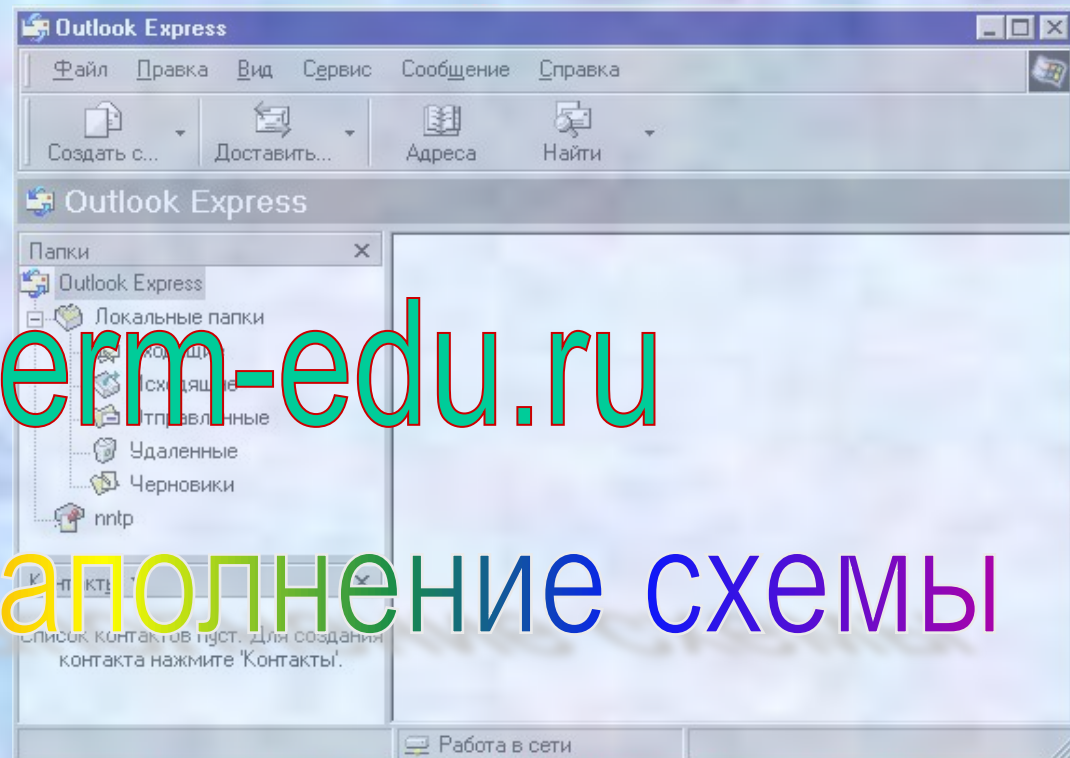 Outlook Express
Файл Правка Вид Сервис Сообщение Справка
Создать с... Доставить... Адреса Найти
Outlook Express
Папки
Outlook Express
Локальные папки
erm-edu.ru
Отправленные
Удаленные
Черновики
nntp
аполнение схемы
Список контактов пуст. Для создания
контакта нажмите 'Контакты'.
Работа в сети